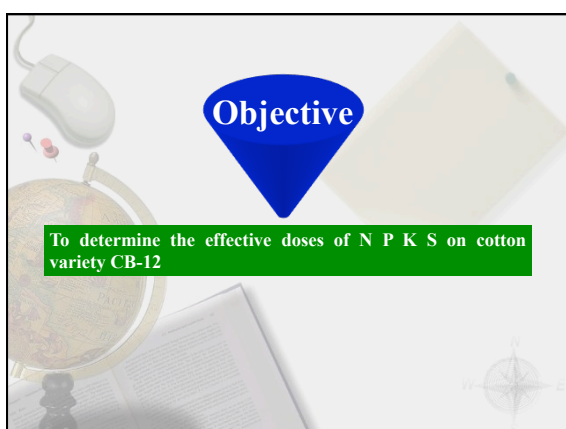 Objective
To determine the effective doses of N P K S on cotton
variety CB-12
N
W
E